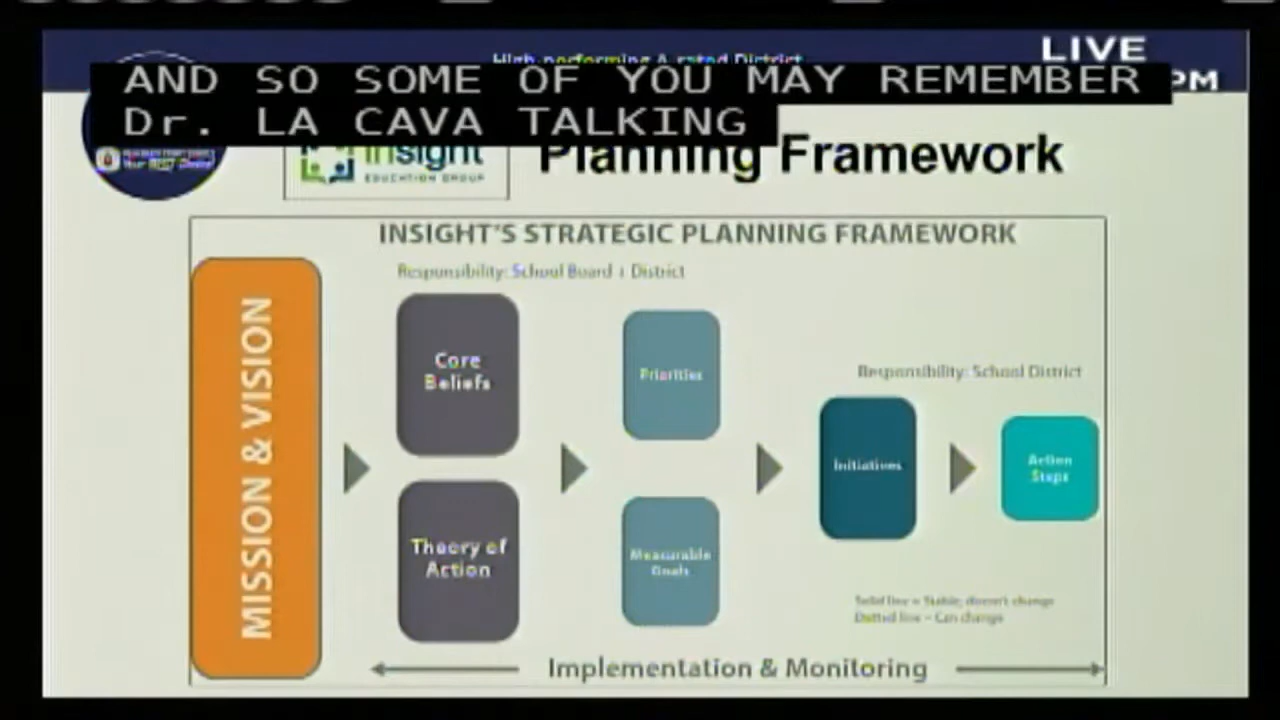 High-performing A-rated District
LIVE
PM
AND SO SOME OF YOU MAY REMEMBER
Dr. LA CAVA TALKING
insight
EDUCATION GROUP
Planning Framework
INSIGHT'S STRATEGIC PLANNING FRAMEWORK
Responsibility: School Board + District
MISSION & VISION
Core
Beliefs
Priorities
Responsibility: School District
Initiatives
Action
Steps
Theory of
Action
Measurable
Goals
Solid line = Stable; doesn't change
Dotted line = Can change
Implementation & Monitoring